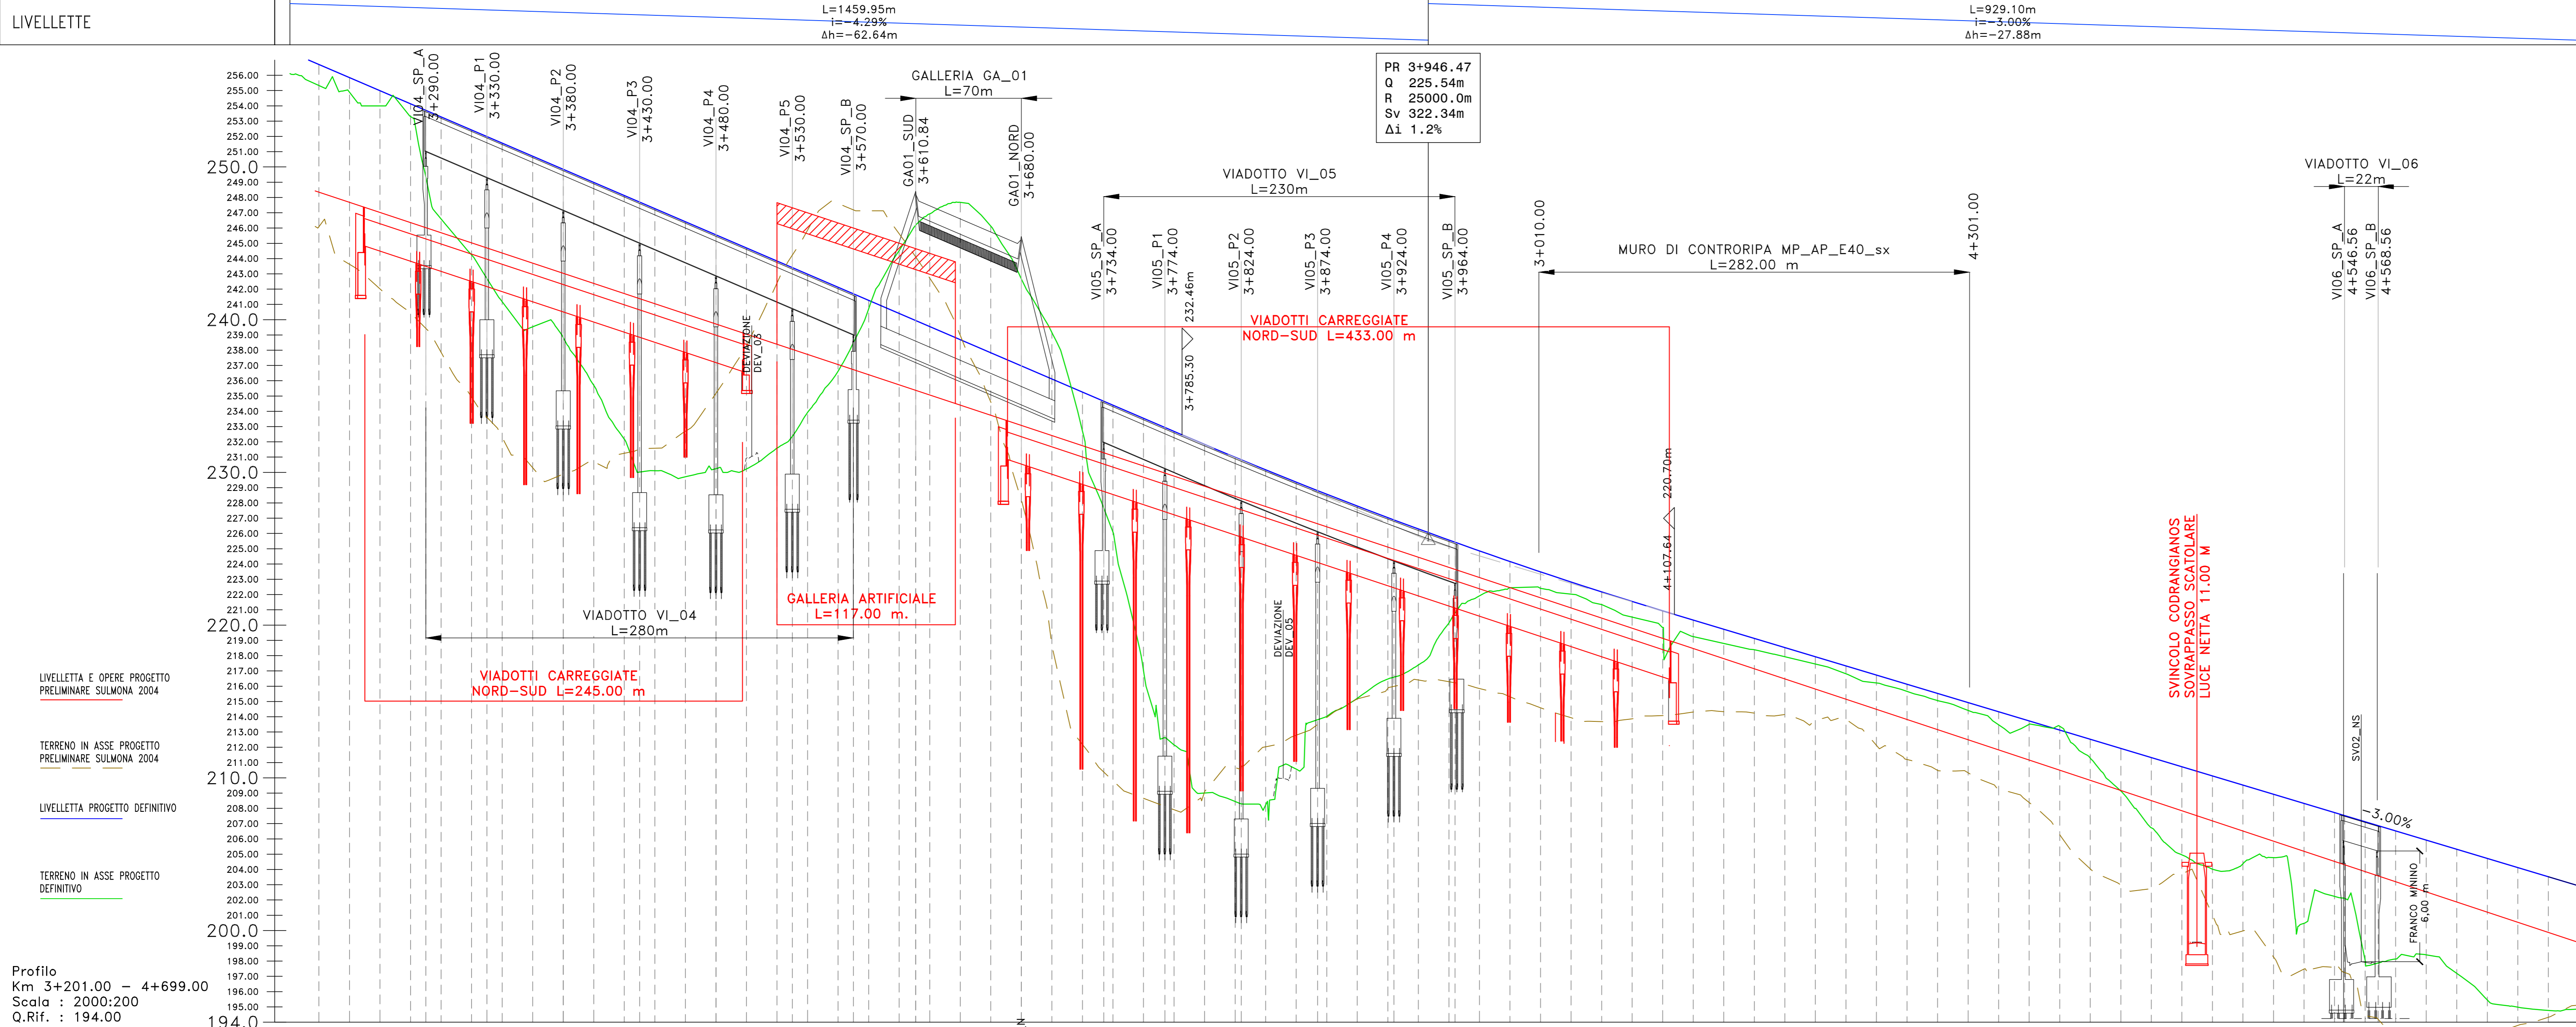 LIVELLETTE
L=1459.95m
i=-4.29%
Δh=-62.64m
L=929.10m
i=-3.00%
Δh=-27.88m
PR 3+946.47
Q 225.54m
R 25000.0m
Sv 322.34m
Δi 1.2%
256.00
255.00
254.00
253.00
252.00
251.00
250.0
249.00
248.00
247.00
246.00
245.00
244.00
243.00
242.00
241.00
240.0
239.00
238.00
237.00
236.00
235.00
234.00
233.00
232.00
231.00
230.0
229.00
228.00
227.00
226.00
225.00
224.00
223.00
222.00
221.00
220.0
219.00
218.00
217.00
216.00
215.00
214.00
213.00
212.00
211.00
210.0
209.00
208.00
207.00
206.00
205.00
204.00
203.00
202.00
201.00
200.0
199.00
198.00
197.00
196.00
195.00
194.0
VI04_SP_A
3+290.00
VI04_P1
3+330.00
VI04_P2
3+380.00
VI04_P3
3+430.00
VI04_P4
3+480.00
VI04_P5
3+530.00
VI04_SP_B
3+570.00
GALLERIA GA_01
L=70m
GA01_SUD
3+610.84
GA01_NORD
3+680.00
VIADOTTO VI_05
L=230m
VI05_SP_A
3+734.00
VI05_P1
3+774.00
3+785.30
232.46m
VI05_P2
3+824.00
VI05_P3
3+874.00
VI05_P4
3+924.00
VI05_SP_B
3+964.00
3+010.00
MURO DI CONTRORIPA MP_AP_E40_sx
L=282.00 m
4+301.00
VIADOTTO VI_06
L=22m
VI06_SP_A
4+546.56
VI06_SP_B
4+568.56
VIADOTTI CARREGGIATE
NORD-SUD L=433.00 m
DEVIAZIONE
DEV_03
4+107.64
220.70m
GALLERIA ARTIFICIALE
L=117.00 m.
VIADOTTO VI_04
L=280m
VIADOTTI CARREGGIATE
NORD-SUD L=245.00 m
DEVIAZIONE
DEV_05
SVINCOLO CODRANGIANOS
SOVRAPPASSO SCATOLARE
LUCE NETTA 11.00 M
SV02_NS
-3.00%
FRANCO MININO
6,00 m
LIVELLETTA E OPERE PROGETTO
PRELIMINARE SULMONA 2004
TERRENO IN ASSE PROGETTO
PRELIMINARE SULMONA 2004
LIVELLETTA PROGETTO DEFINITIVO
TERRENO IN ASSE PROGETTO
DEFINITIVO
Profilo
Km 3+201.00 - 4+699.00
Scala : 2000:200
Q.Rif. : 194.00